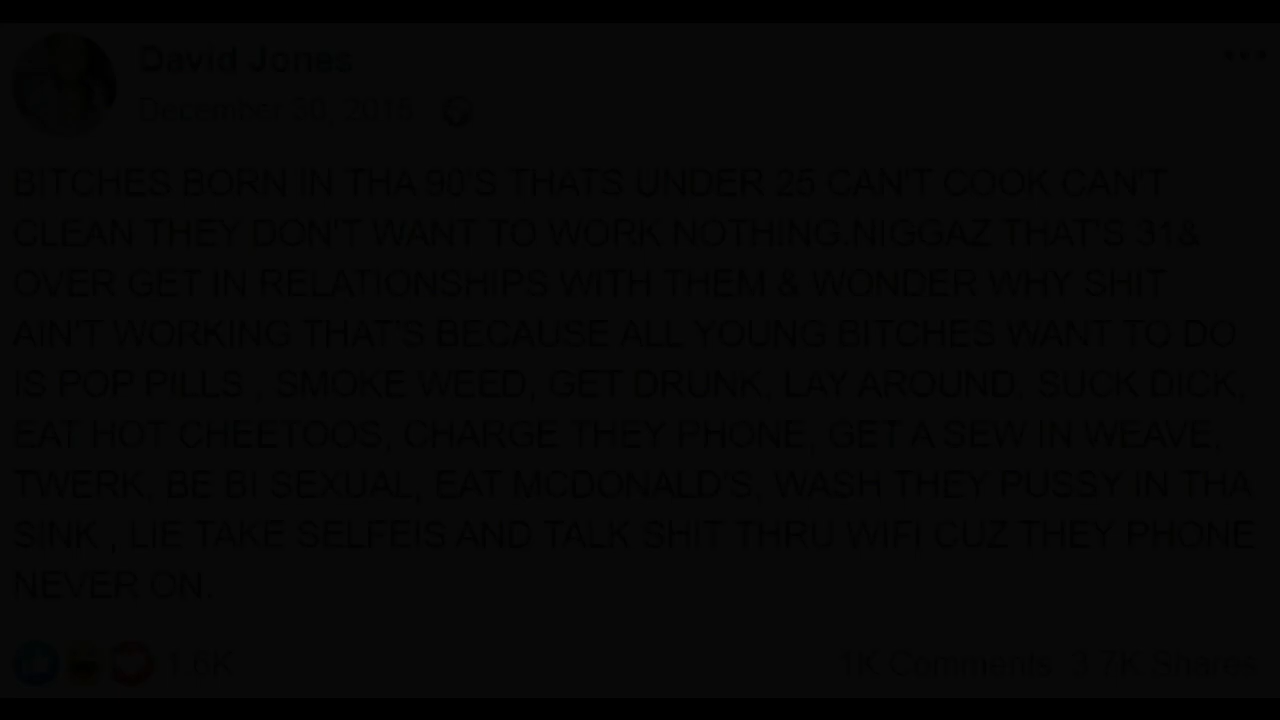 David Jones
December 30, 2016
BITCHES BORN IN THA 90'S THATS UNDER 25 CAN'T COOK CAN'T
CLEAN THEY DON'T WANT TO WORK NOTHING.NIGGAZ THAT'S 31&
OVER GET IN RELATIONSHIPS WITH THEM & WONDER WHY SHIT
AIN'T WORKING THAT'S BECAUSE ALL YOUNG BITCHES WANT TO DO
IS POP PILLS , SMOKE WEED, GET DRUNK, LAY AROUND, SUCK DICK,
EAT HOT CHEETOOS, CHARGE THEY PHONE, GET A SEW IN WEAVE,
TWERK, BE BI SEXUAL, EAT MCDONALD'S, WASH THEY PUSSY IN THA
SINK , LIE TAKE SELFEIS AND TALK SHIT THRU WIFI CUZ THEY PHONE
NEVER ON.
1.6K
1K Comments 3.7K Shares